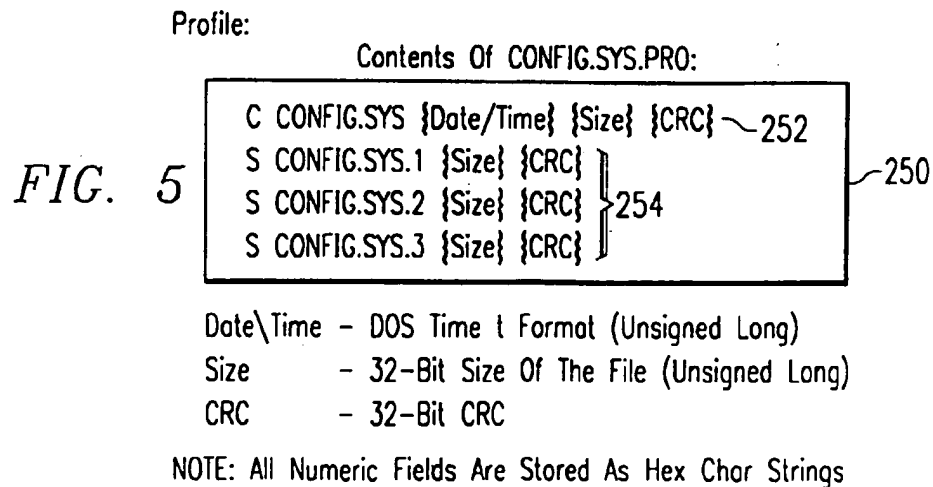 Profile:
Contents Of CONFIG.SYS.PRO:
C CONFIG.SYS {Date/Time} {Size} {CRC} 252
S CONFIG.SYS.1 {Size} {CRC}
S CONFIG.SYS.2 {Size} {CRC} 254
S CONFIG.SYS.3 {Size} {CRC}
250
FIG. 5
Date\Time - DOS Time t Format (Unsigned Long)
Size - 32-Bit Size Of The File (Unsigned Long)
CRC - 32-Bit CRC
NOTE: All Numeric Fields Are Stored As Hex Char Strings